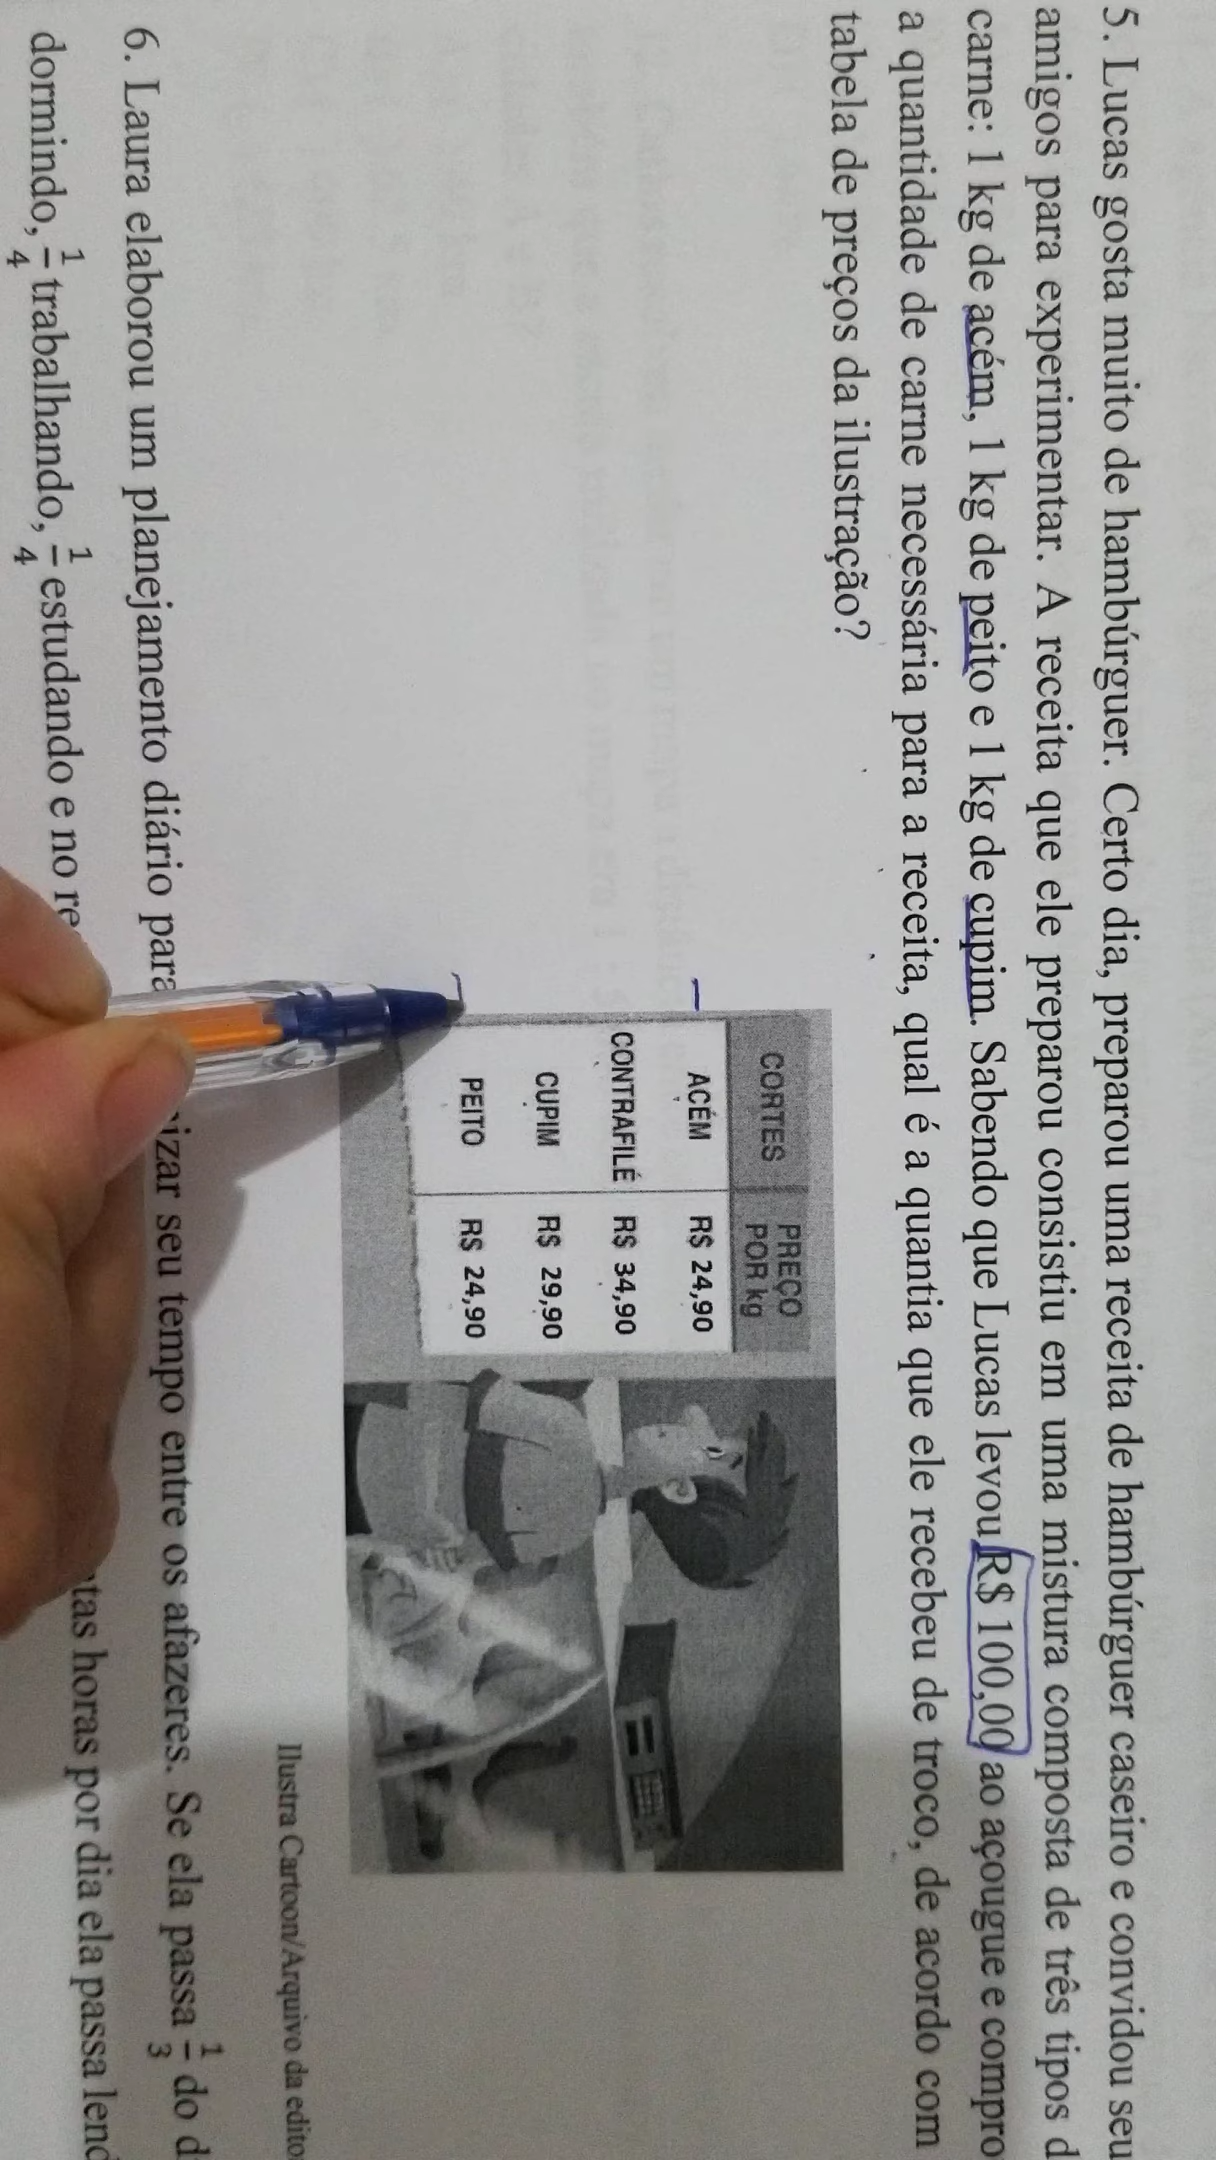 5. Lucas gosta muito de hambúrguer. Certo dia, preparou uma receita de hambúrguer caseiro e convidou seu
amigos para experimentar. A receita que ele preparou consistiu em uma mistura composta de três tipos d
carne: 1 kg de acém, 1 kg de peito e 1 kg de cupim. Sabendo que Lucas levou R$ 100,00 ao açougue e compro
a quantidade de carne necessária para a receita, qual é a quantia que ele recebeu de troco, de acordo com
tabela de preços da ilustração?
CORTES PREÇO POR kg
ACÉM R$ 24,90
CONTRAFILÉ R$ 34,90
CUPIM R$ 29,90
PEITO R$ 24,90
Ilustra Cartoon/Arquivo da edito
6. Laura elaborou um planejamento diário para izar seu tempo entre os afazeres. Se ela passa 1/3 do d
dormindo, 1/4 trabalhando, 1/4 estudando e no re tas horas por dia ela passa lend